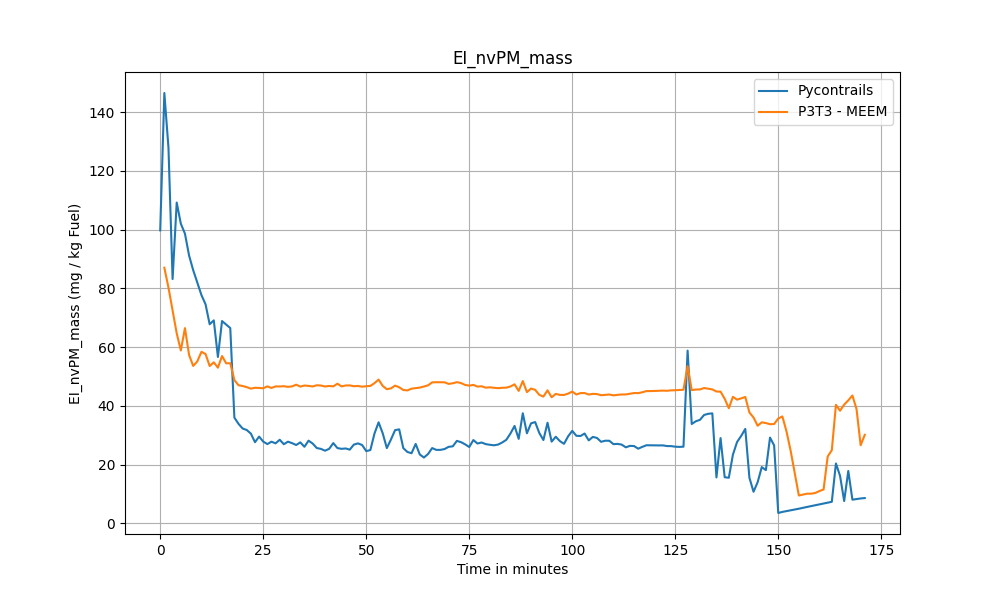 EI_nvPM_mass
Pycontrails
P3T3 - MEEM
EI_nvPM_mass (mg / kg Fuel)
140
120
100
80
60
40
20
0
0 25 50 75 100 125 150 175
Time in minutes